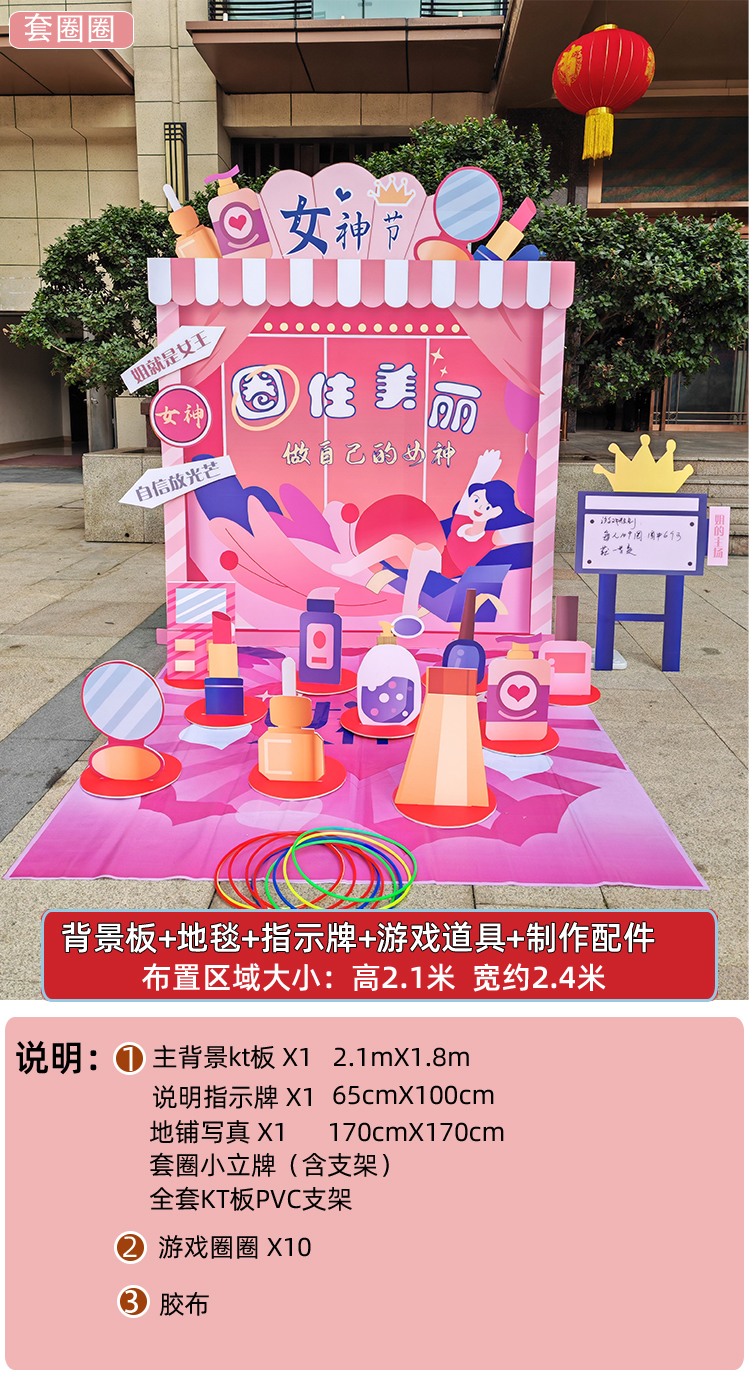 套圈圈
女神节
姐就是女王
圈住美丽
女神
做自己的女神
自信放光芒
姐的主场
背景板+地毯+指示牌+游戏道具+制作配件
布置区域大小：高2.1米 宽约2.4米
说明：
① 主背景kt板 X1 2.1mX1.8m
说明指示牌 X1 65cmX100cm
地铺写真 X1 170cmX170cm
套圈小立牌（含支架）
全套KT板PVC支架
② 游戏圈圈 X10
③ 胶布